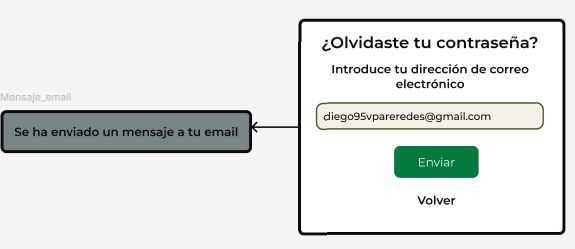 ¿Olvidaste tu contraseña?
Introduce tu dirección de correo
electrónico
Mensaje_email
diego95vpareredes@gmail.com
Se ha enviado un mensaje a tu email
Enviar
Volver